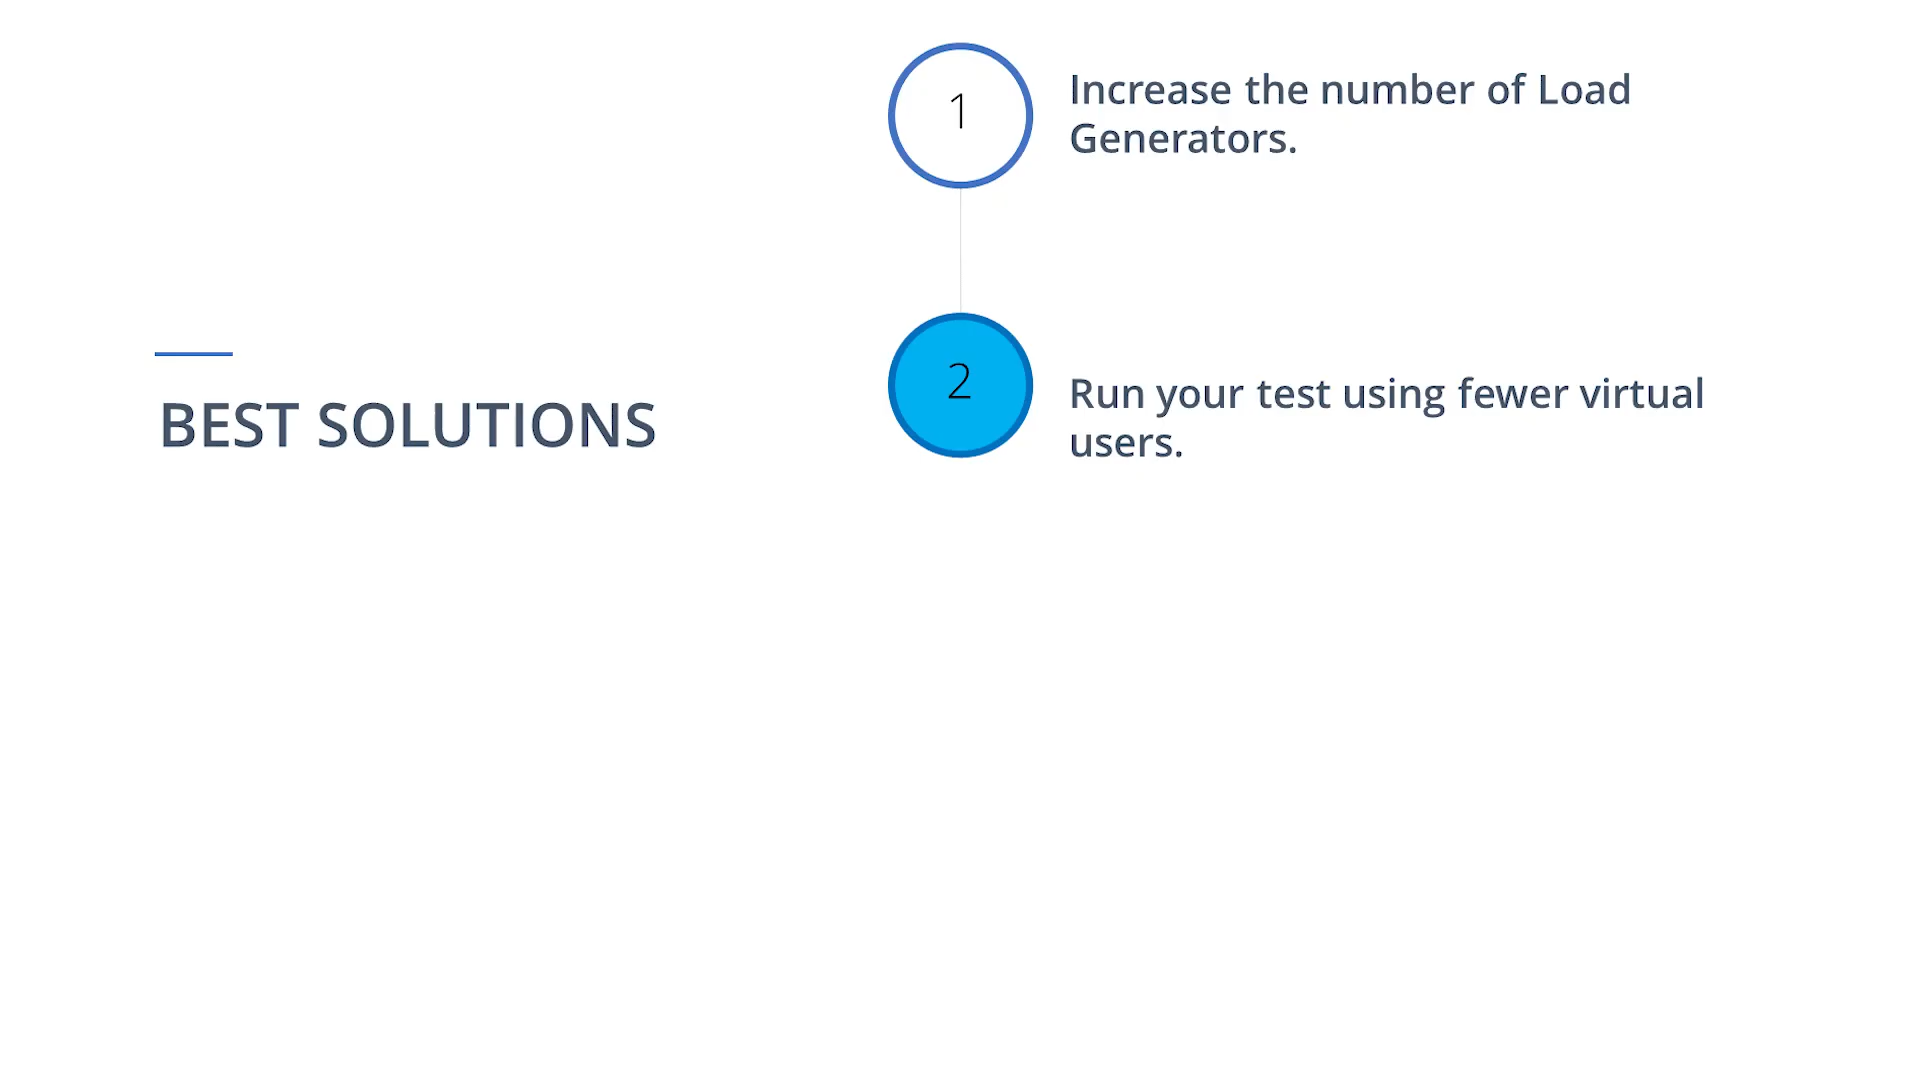 BEST SOLUTIONS
1
Increase the number of Load
Generators.
2
Run your test using fewer virtual
users.